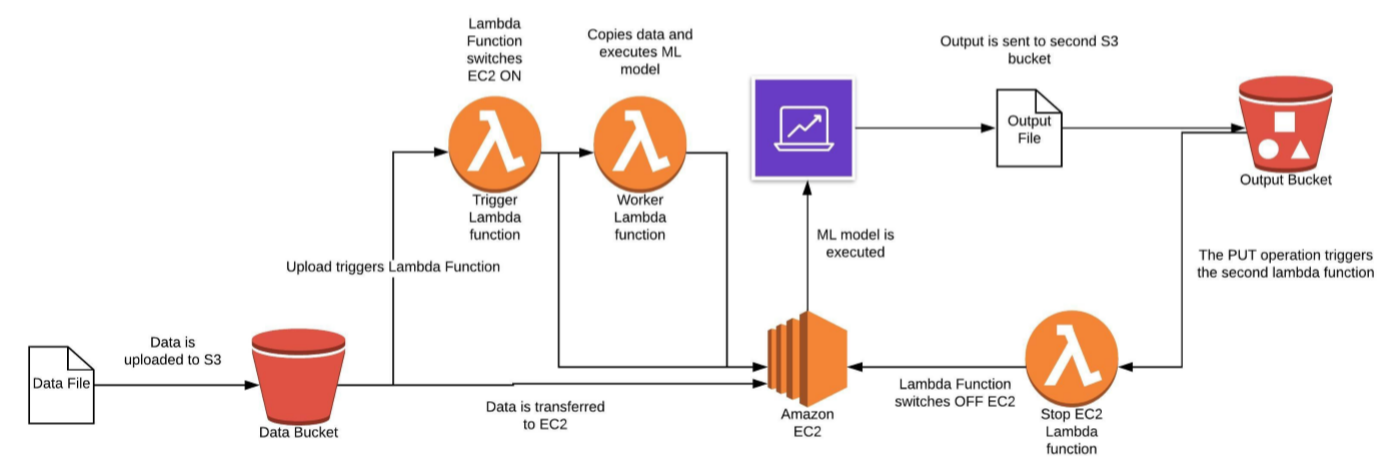 Lambda
Function
switches
EC2 ON
Copies data and
executes ML
model
Output is sent to second S3
bucket
Output
File
Output Bucket
Trigger
Lambda
function
Worker
Lambda
function
ML model is
executed
Upload triggers Lambda Function
The PUT operation triggers
the second lambda function
Data is
uploaded to S3
Data File
Data Bucket
Data is transferred
to EC2
Amazon
EC2
Lambda Function
switches OFF EC2
Stop EC2
Lambda
function